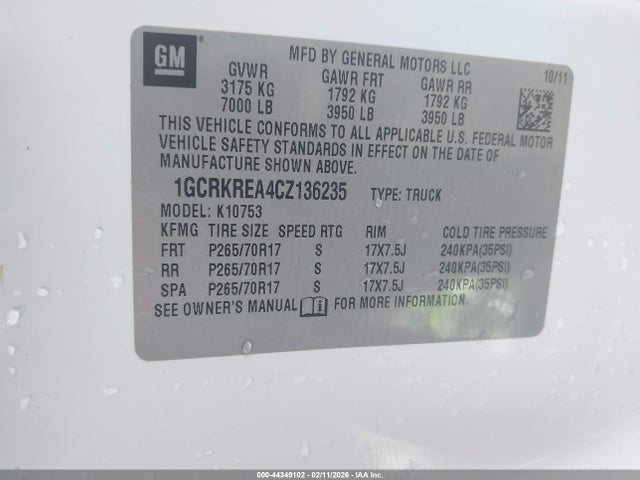 GM
MFD BY GENERAL MOTORS LLC
10/11
GVWR GAWR FRT GAWR RR
3175 KG 1792 KG 1792 KG
7000 LB 3950 LB 3950 LB
THIS VEHICLE CONFORMS TO ALL APPLICABLE U.S. FEDERAL MOTOR
VEHICLE SAFETY STANDARDS IN EFFECT ON THE DATE OF
MANUFACTURE SHOWN ABOVE.
1GCRKREA4CZ136235 TYPE: TRUCK
MODEL: K10753
KFMG TIRE SIZE SPEED RTG RIM COLD TIRE PRESSURE
FRT P265/70R17 S 17X7.5J 240KPA(35PSI)
RR P265/70R17 S 17X7.5J 240KPA(35PSI)
SPA P265/70R17 S 17X7.5J 240KPA(35PSI)
SEE OWNER'S MANUAL FOR MORE INFORMATION.
000-44349102 - 02/11/2026 - IAAI.COM